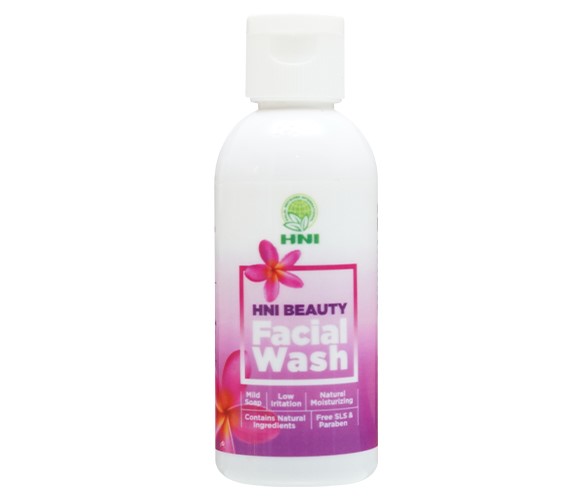 HNI
HNI BEAUTY
Facial
Wash
Mild
Soap
Low
Irritation
Natural
Moisturizing
Contains Natural
Ingredients
Free SLS &
Paraben